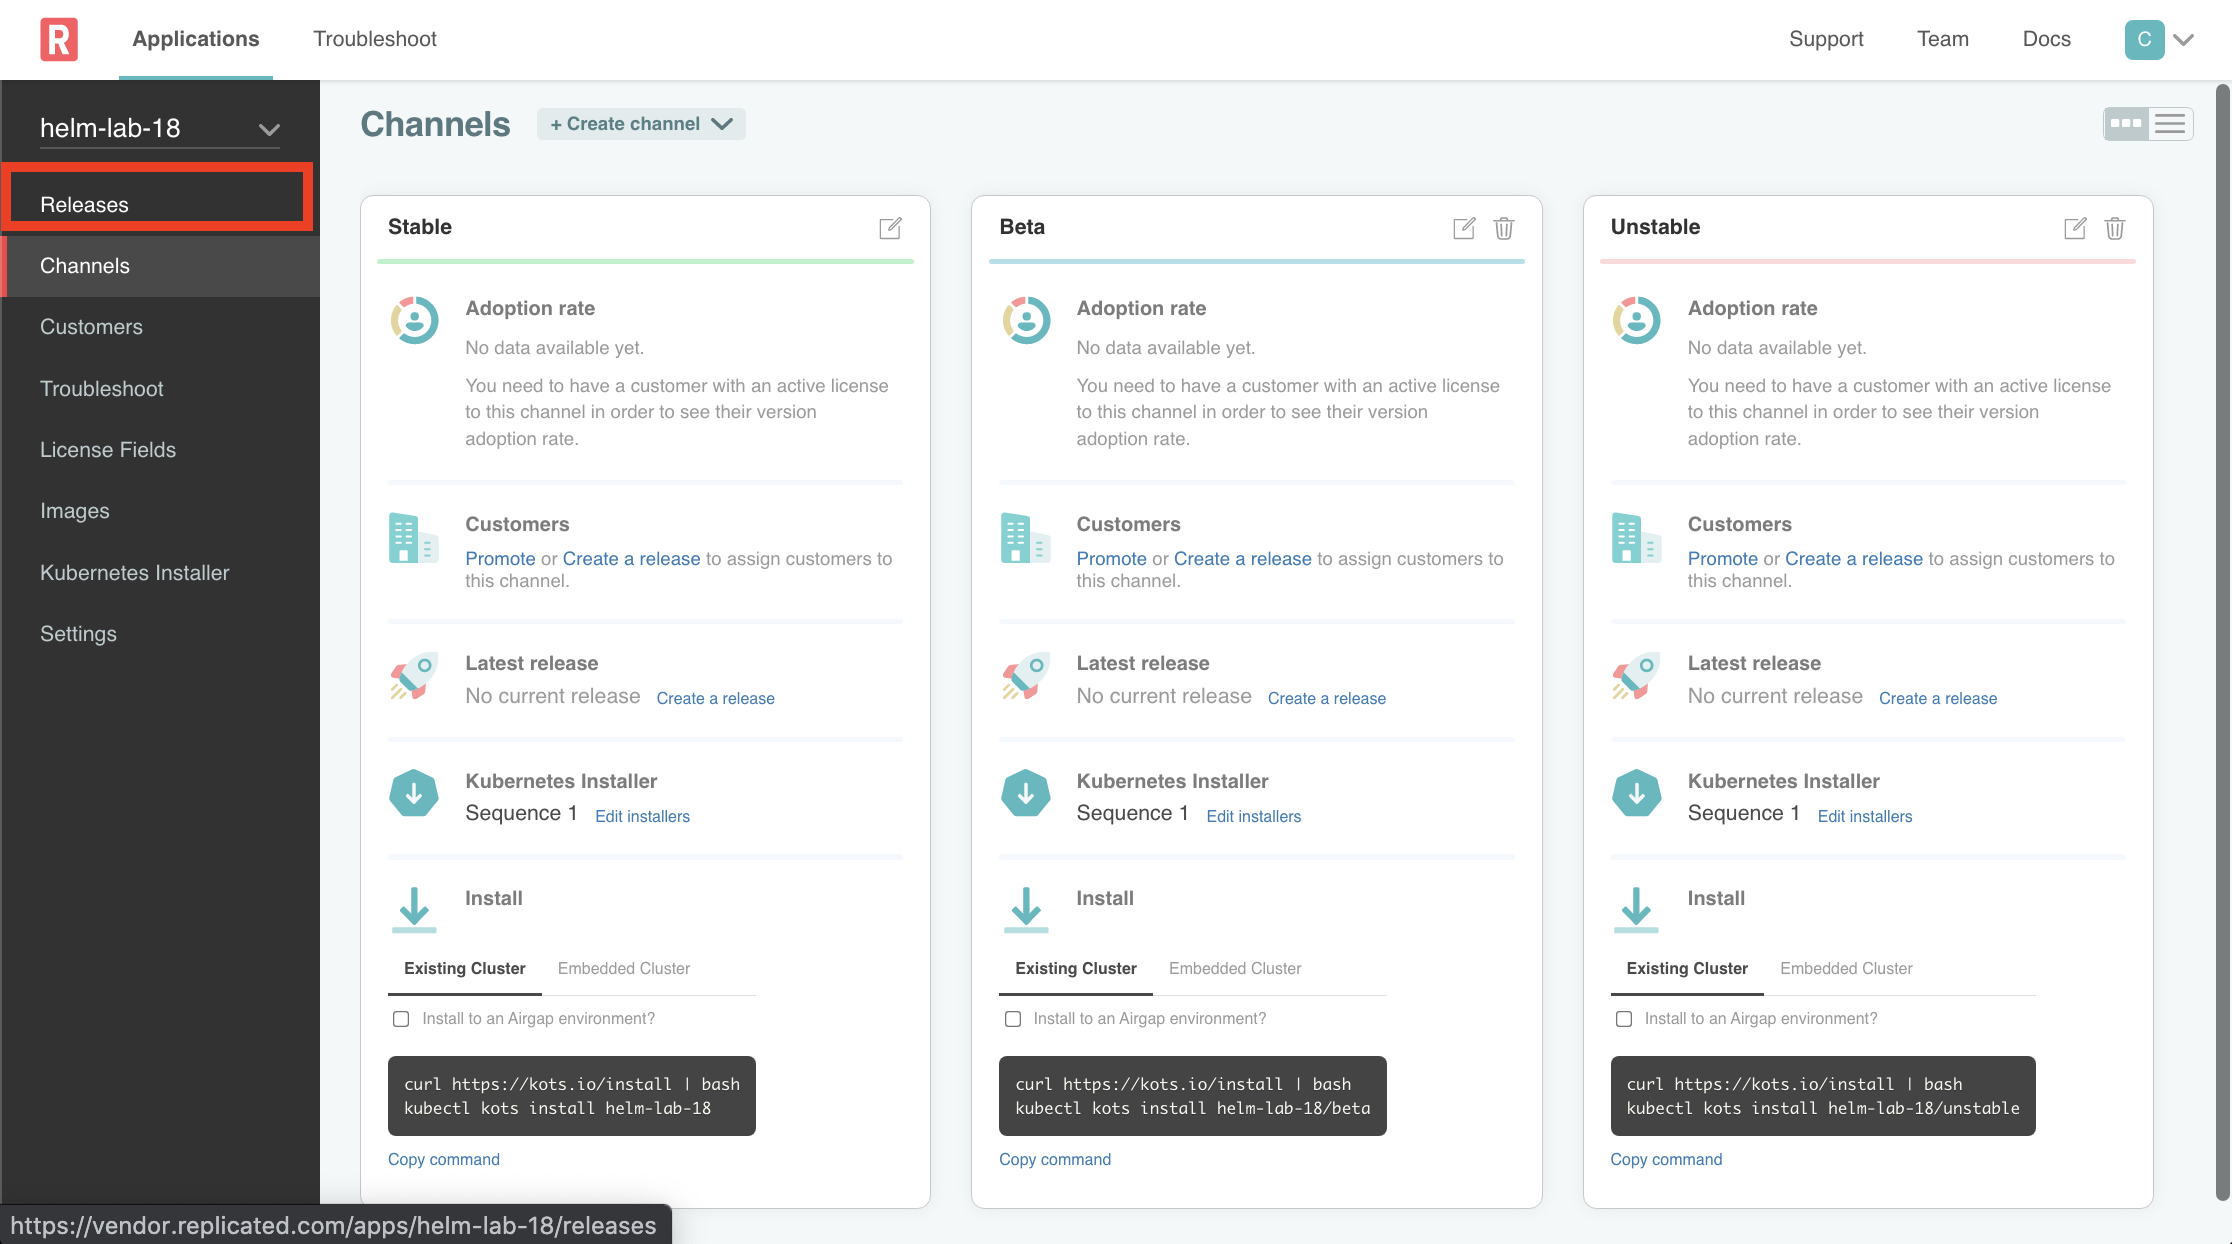 R Applications Troubleshoot Support Team Docs C
helm-lab-18
Releases
Channels
Customers
Troubleshoot
License Fields
Images
Kubernetes Installer
Settings
Channels + Create channel
Stable
Adoption rate
No data available yet.
You need to have a customer with an active license
to this channel in order to see their version
adoption rate.
Customers
Promote or Create a release to assign customers to
this channel.
Latest release
No current release Create a release
Kubernetes Installer
Sequence 1 Edit installers
Install
Existing Cluster Embedded Cluster
Install to an Airgap environment?
curl https://kots.io/install | bash
kubectl kots install helm-lab-18
Copy command
Beta
Adoption rate
No data available yet.
You need to have a customer with an active license
to this channel in order to see their version
adoption rate.
Customers
Promote or Create a release to assign customers to
this channel.
Latest release
No current release Create a release
Kubernetes Installer
Sequence 1 Edit installers
Install
Existing Cluster Embedded Cluster
Install to an Airgap environment?
curl https://kots.io/install | bash
kubectl kots install helm-lab-18/beta
Copy command
Unstable
Adoption rate
No data available yet.
You need to have a customer with an active license
to this channel in order to see their version
adoption rate.
Customers
Promote or Create a release to assign customers to
this channel.
Latest release
No current release Create a release
Kubernetes Installer
Sequence 1 Edit installers
Install
Existing Cluster Embedded Cluster
Install to an Airgap environment?
curl https://kots.io/install | bash
kubectl kots install helm-lab-18/unstable
Copy command
https://vendor.replicated.com/apps/helm-lab-18/releases